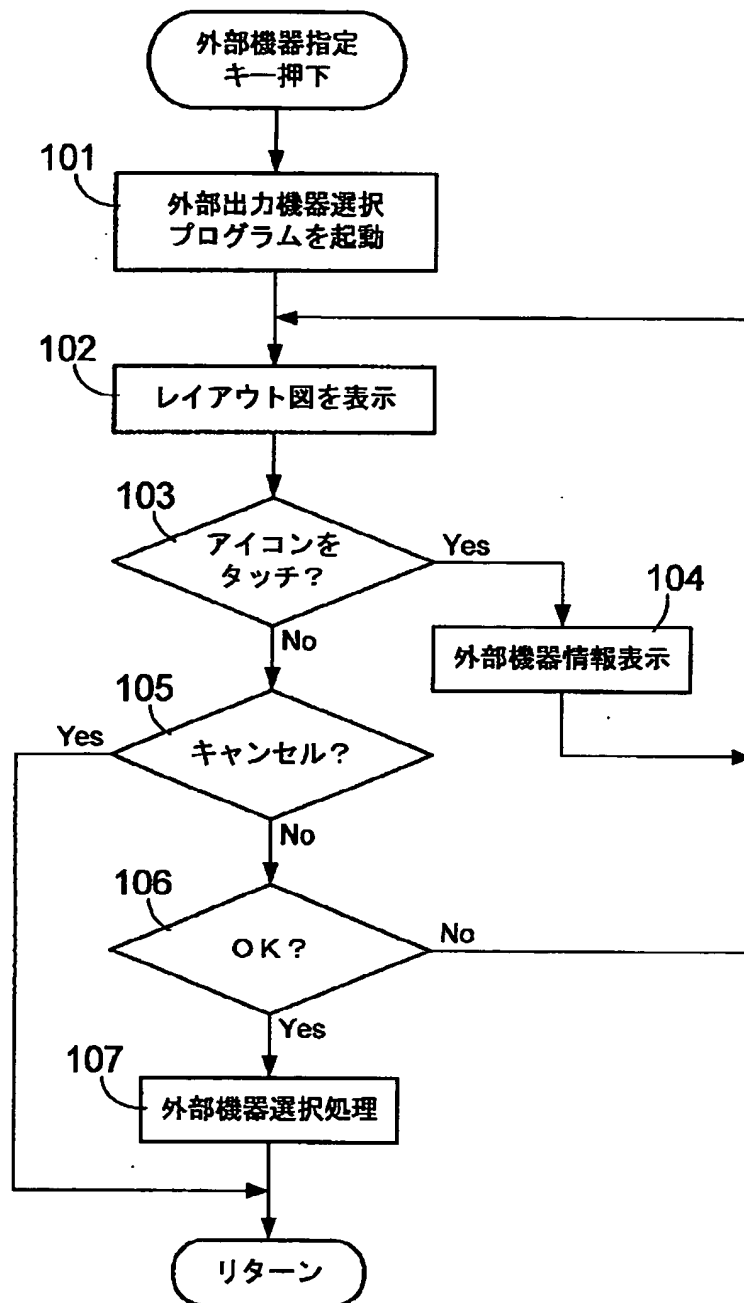 外部機器指定
キー押下
101
外部出力機器選択
プログラムを起動
102
レイアウト図を表示
103
アイコンを
タッチ？
Yes
No
104
外部機器情報表示
105
キャンセル？
Yes
No
106
ＯＫ？
No
Yes
107
外部機器選択処理
リターン